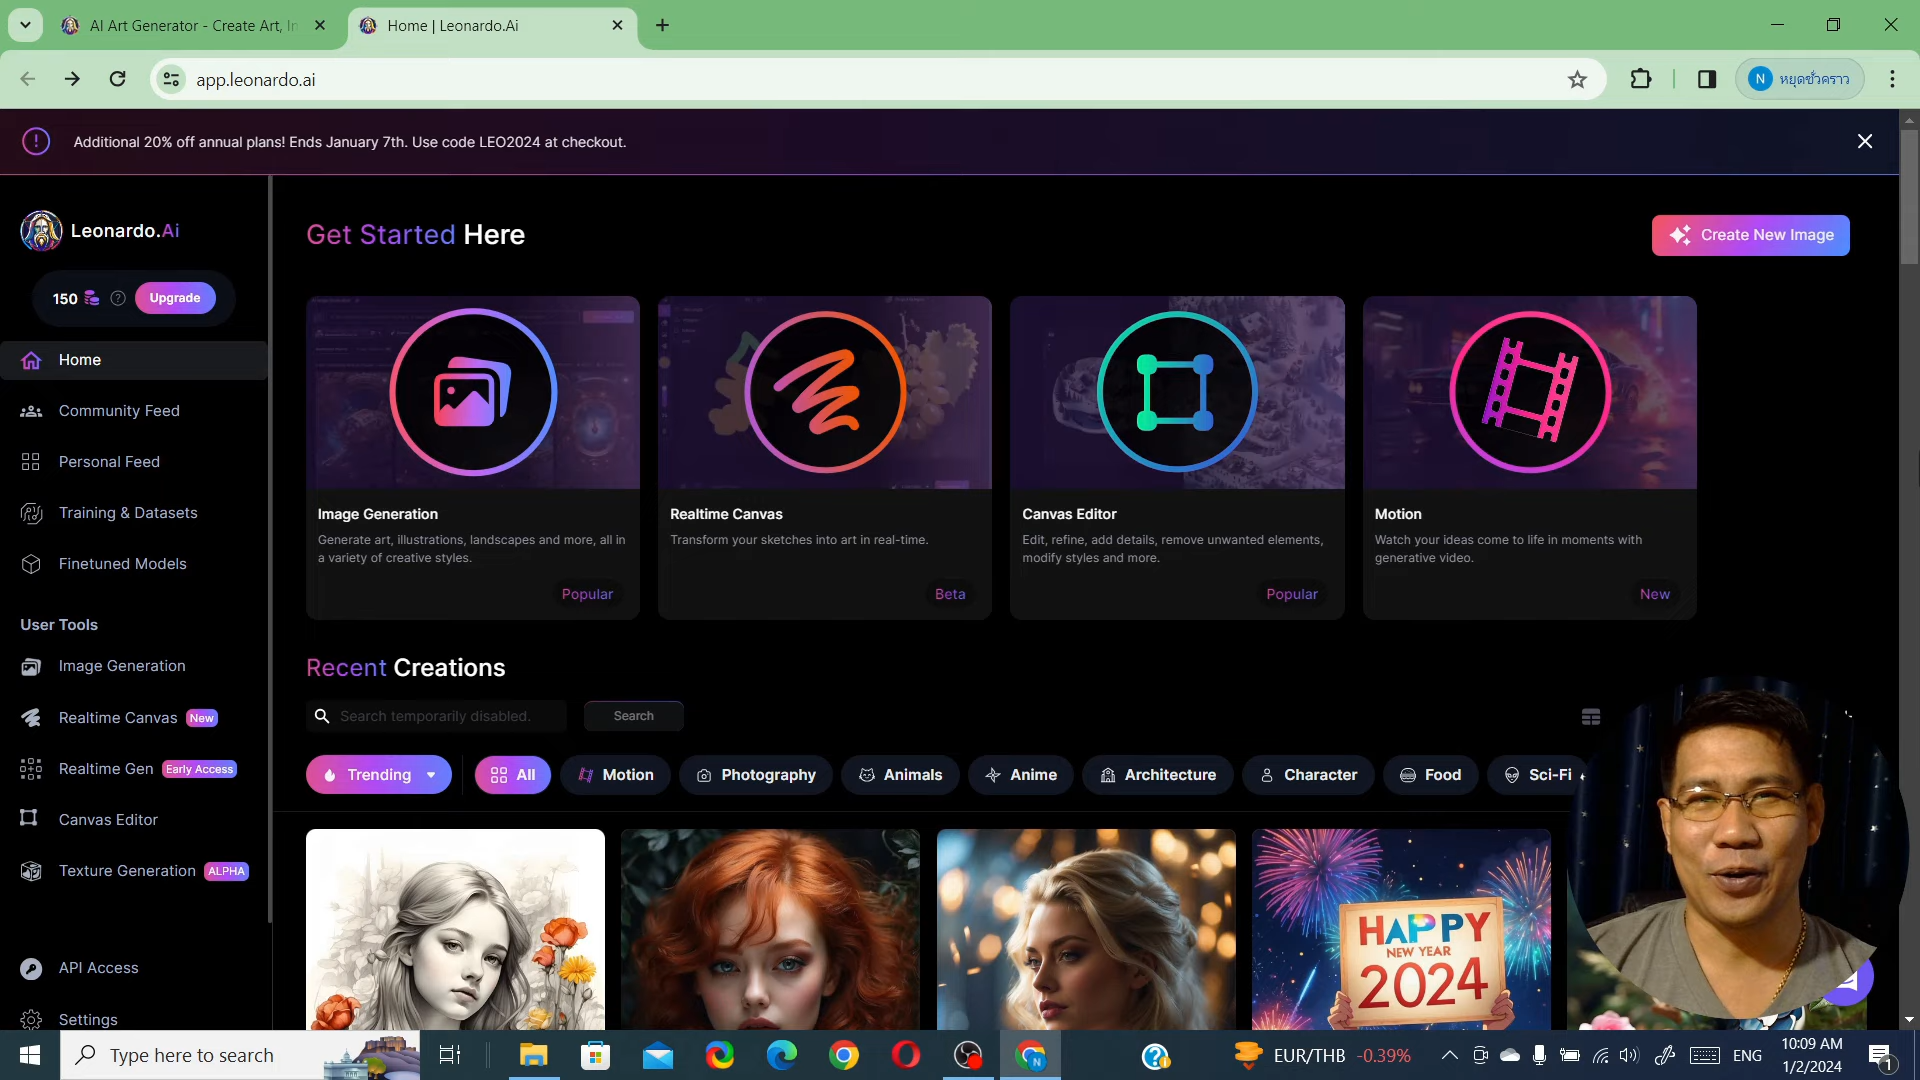 AI Art Generator - Create Art, In
Home | Leonardo.Ai
app.leonardo.ai
N หยุดชั่วคราว
Additional 20% off annual plans! Ends January 7th. Use code LEO2024 at checkout.
Leonardo.Ai
150
Upgrade
Home
Community Feed
Personal Feed
Training & Datasets
Finetuned Models
User Tools
Image Generation
Realtime Canvas New
Realtime Gen Early Access
Canvas Editor
Texture Generation ALPHA
API Access
Settings
Get Started Here
Create New Image
Image Generation
Generate art, illustrations, landscapes and more, all in
a variety of creative styles.
Popular
Realtime Canvas
Transform your sketches into art in real-time.
Beta
Canvas Editor
Edit, refine, add details, remove unwanted elements,
modify styles and more.
Popular
Motion
Watch your ideas come to life in moments with
generative video.
New
Recent Creations
Search temporarily disabled.
Search
Trending
All
Motion
Photography
Animals
Anime
Architecture
Character
Food
Sci-Fi
HAPPY
NEW YEAR
2024
Type here to search
EUR/THB -0.39%
ENG
10:09 AM
1/2/2024
1